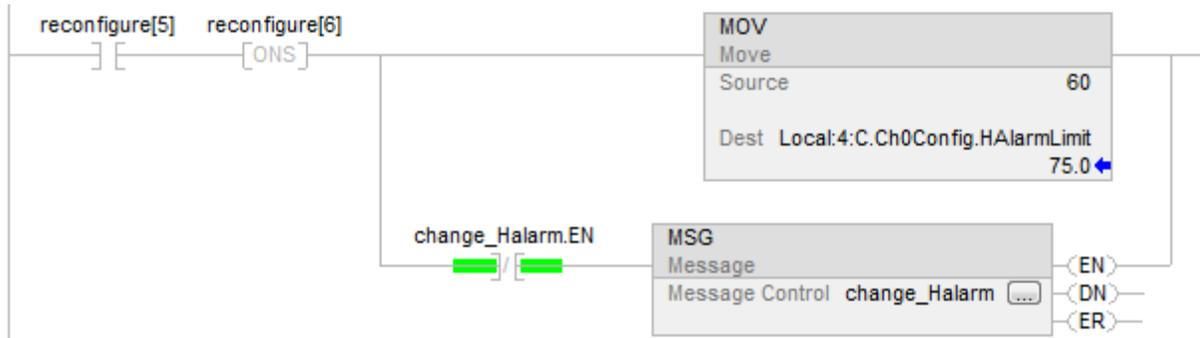 reconfigure[5] reconfigure[6]
ONS
MOV
Move
Source 60
Dest Local:4:C.Ch0Config.HAlarmLimit
75.0
change_Halarm.EN
MSG
Message
Message Control change_Halarm ...
EN
DN
ER